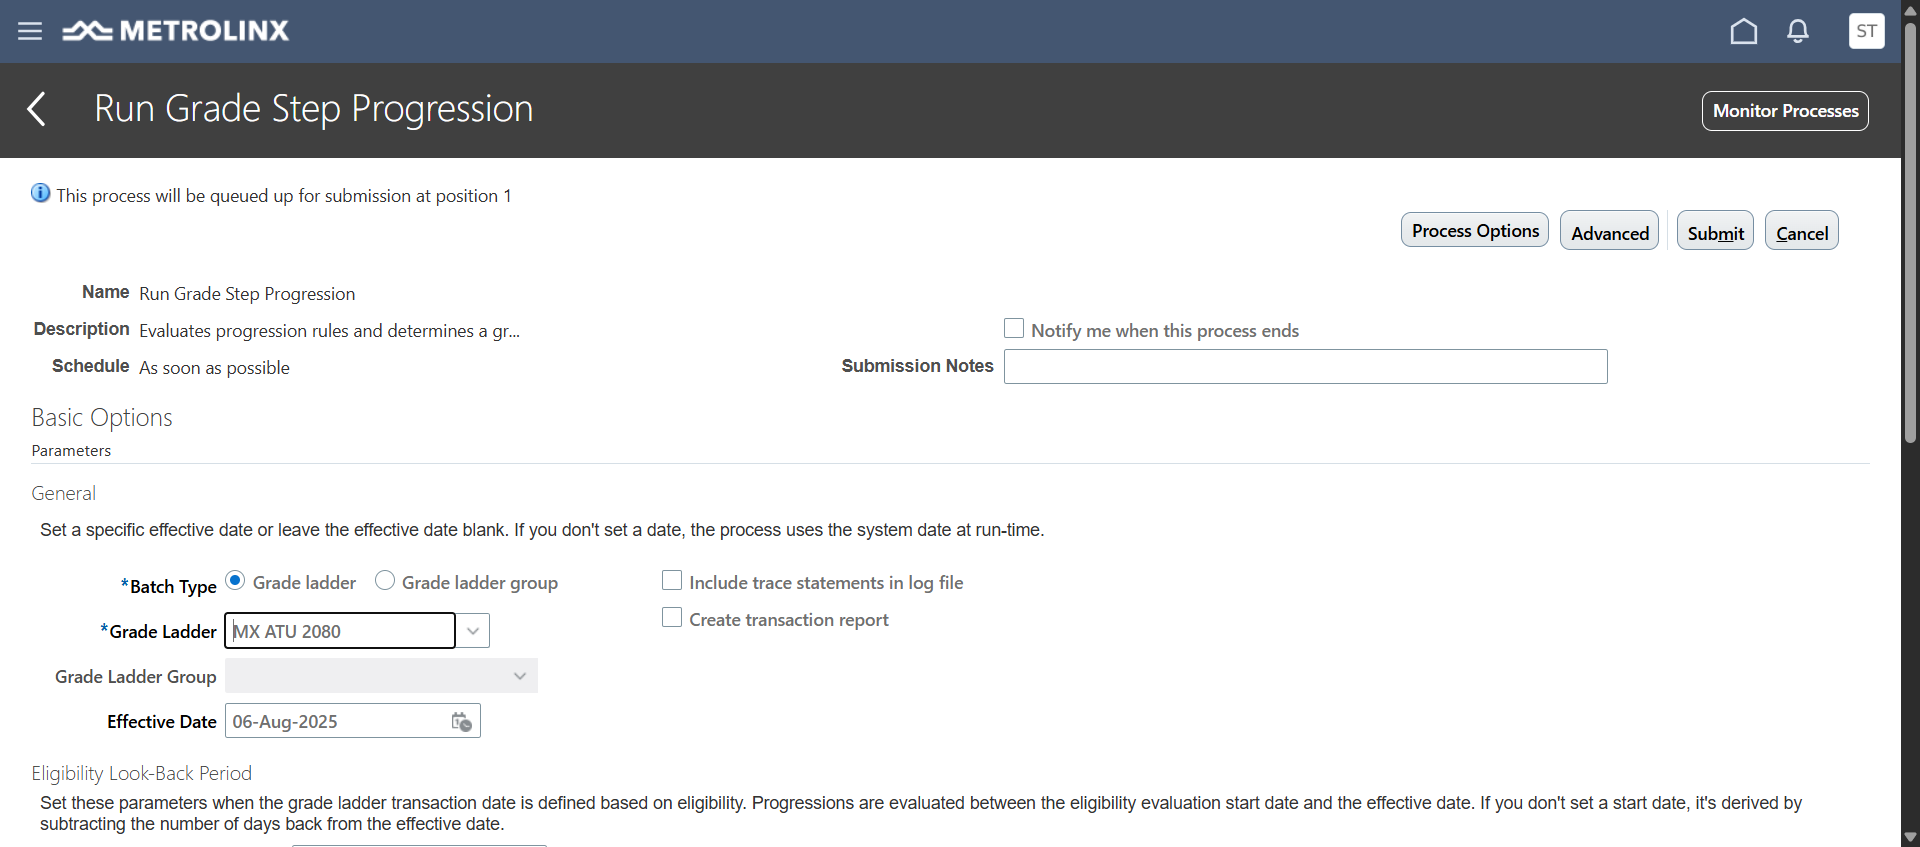 METROLINX
ST
Run Grade Step Progression
Monitor Processes
This process will be queued up for submission at position 1
Process Options
Advanced
Submit
Cancel
Name Run Grade Step Progression
Description Evaluates progression rules and determines a gr...
Notify me when this process ends
Schedule As soon as possible
Submission Notes
Basic Options
Parameters
General
Set a specific effective date or leave the effective date blank. If you don't set a date, the process uses the system date at run-time.
*Batch Type Grade ladder Grade ladder group
Include trace statements in log file
*Grade Ladder MX ATU 2080
Create transaction report
Grade Ladder Group
Effective Date 06-Aug-2025
Eligibility Look-Back Period
Set these parameters when the grade ladder transaction date is defined based on eligibility. Progressions are evaluated between the eligibility evaluation start date and the effective date. If you don't set a start date, it's derived by
subtracting the number of days back from the effective date.